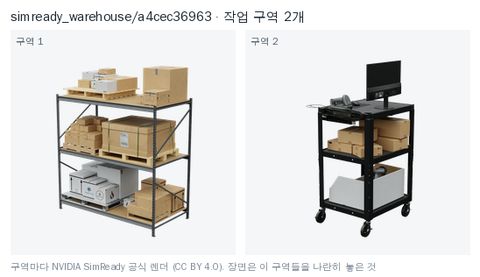 simready_warehouse/a4cec36963 · 작업 구역 2개
구역 1
구역 2
구역마다 NVIDIA SimReady 공식 렌더 (CC BY 4.0). 장면은 이 구역들을 나란히 놓은 것